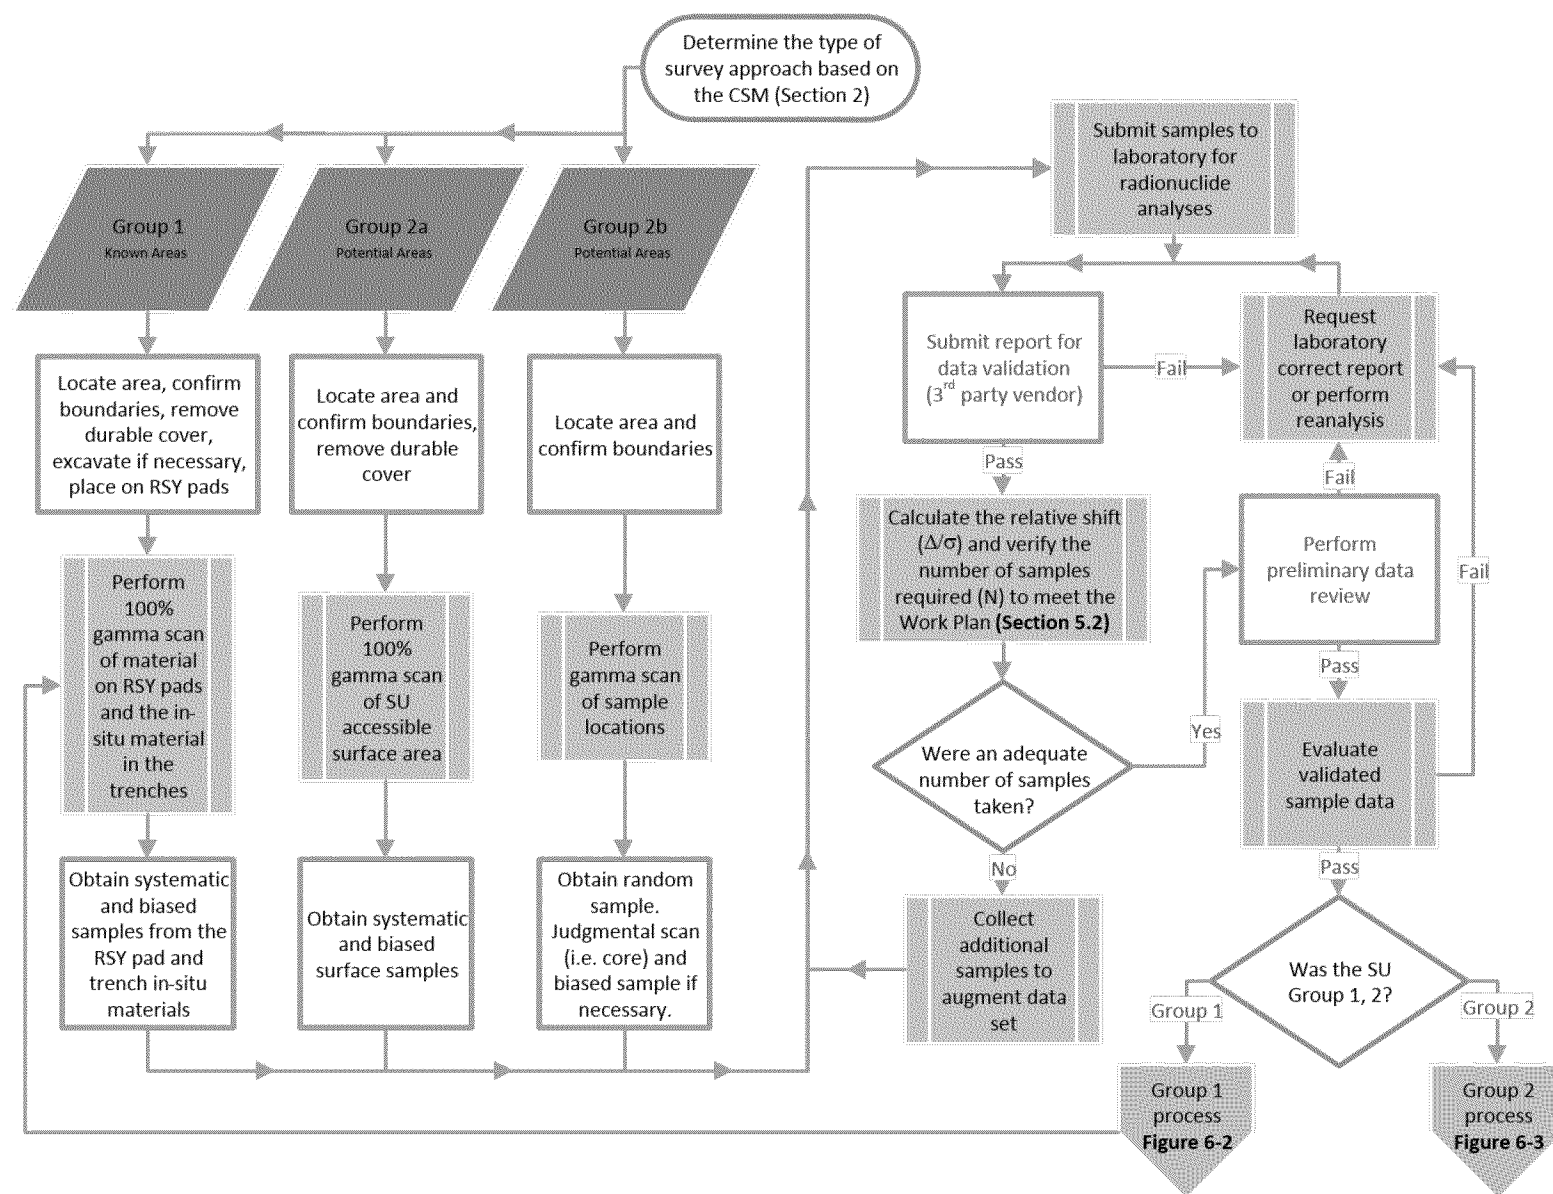 Determine the type of
survey approach based on
the CSM (Section 2)
Group 1
Known Areas
Group 2a
Potential Areas
Group 2b
Potential Areas
Locate area, confirm
boundaries, remove
durable cover,
excavate if necessary,
place on RSY pads
Locate area and
confirm boundaries,
remove durable
cover
Locate area and
confirm boundaries
Perform
100%
gamma scan
of material
on RSY pads
and the in-
situ material
in the
trenches
Perform
100%
gamma scan
of SU
accessible
surface area
Perform
gamma scan
of sample
locations
Obtain systematic
and biased
samples from the
RSY pad and
trench in-situ
materials
Obtain systematic
and biased
surface samples
Obtain random
sample.
Judgmental scan
(i.e. core) and
biased sample if
necessary.
Submit samples to
laboratory for
radionuclide
analyses
Submit report for
data validation
(3rd party vendor)
Fail
Request
laboratory
correct report
or perform
reanalysis
Pass
Fail
Calculate the relative shift
(Δ/σ) and verify the
number of samples
required (N) to meet the
Work Plan (Section 5.2)
Perform
preliminary data
review
Fail
Pass
Were an adequate
number of samples
taken?
Yes
Evaluate
validated
sample data
No
Pass
Collect
additional
samples to
augment data
set
Was the SU
Group 1, 2?
Group 1
Group 2
Group 1
process
Figure 6-2
Group 2
process
Figure 6-3